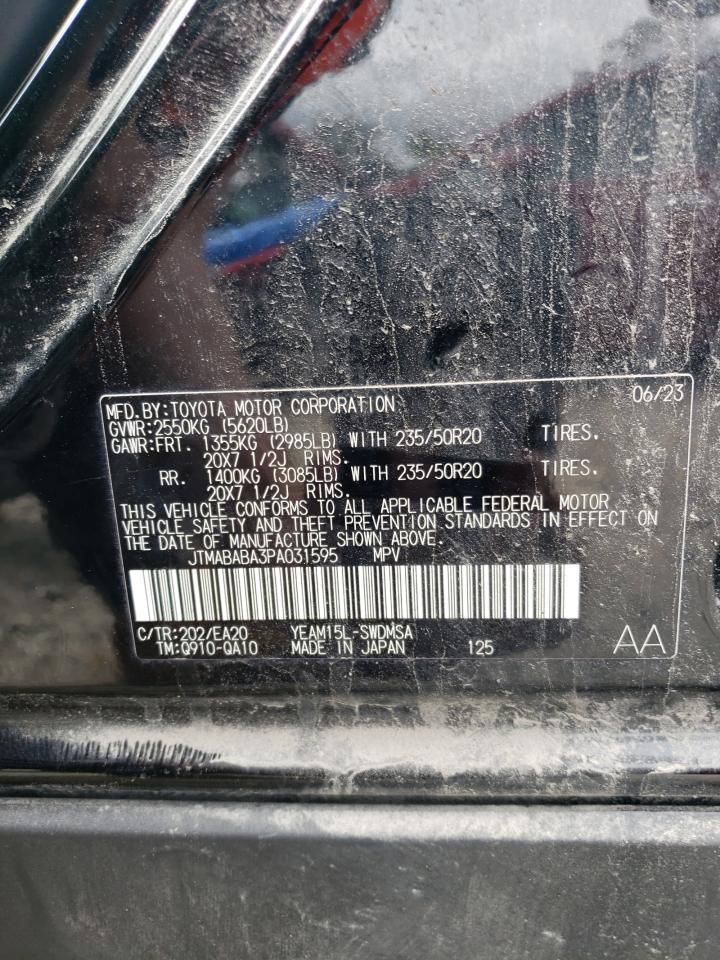 MFD.BY:TOYOTA MOTOR CORPORATION 06/23
GVWR:2550KG (5620LB)
GAWR:FRT. 1355KG (2985LB) WITH 235/50R20 TIRES.
20X7 1/2J RIMS.
RR. 1400KG (3085LB) WITH 235/50R20 TIRES.
20X7 1/2J RIMS.
THIS VEHICLE CONFORMS TO ALL APPLICABLE FEDERAL MOTOR
VEHICLE SAFETY AND THEFT PREVENTION STANDARDS IN EFFECT ON
THE DATE OF MANUFACTURE SHOWN ABOVE.
JTMABABA3PA031595 MPV
C/TR:202/EA20 YEAM15L-SWDMSA
TM:Q910-QA10 MADE IN JAPAN 125 AA